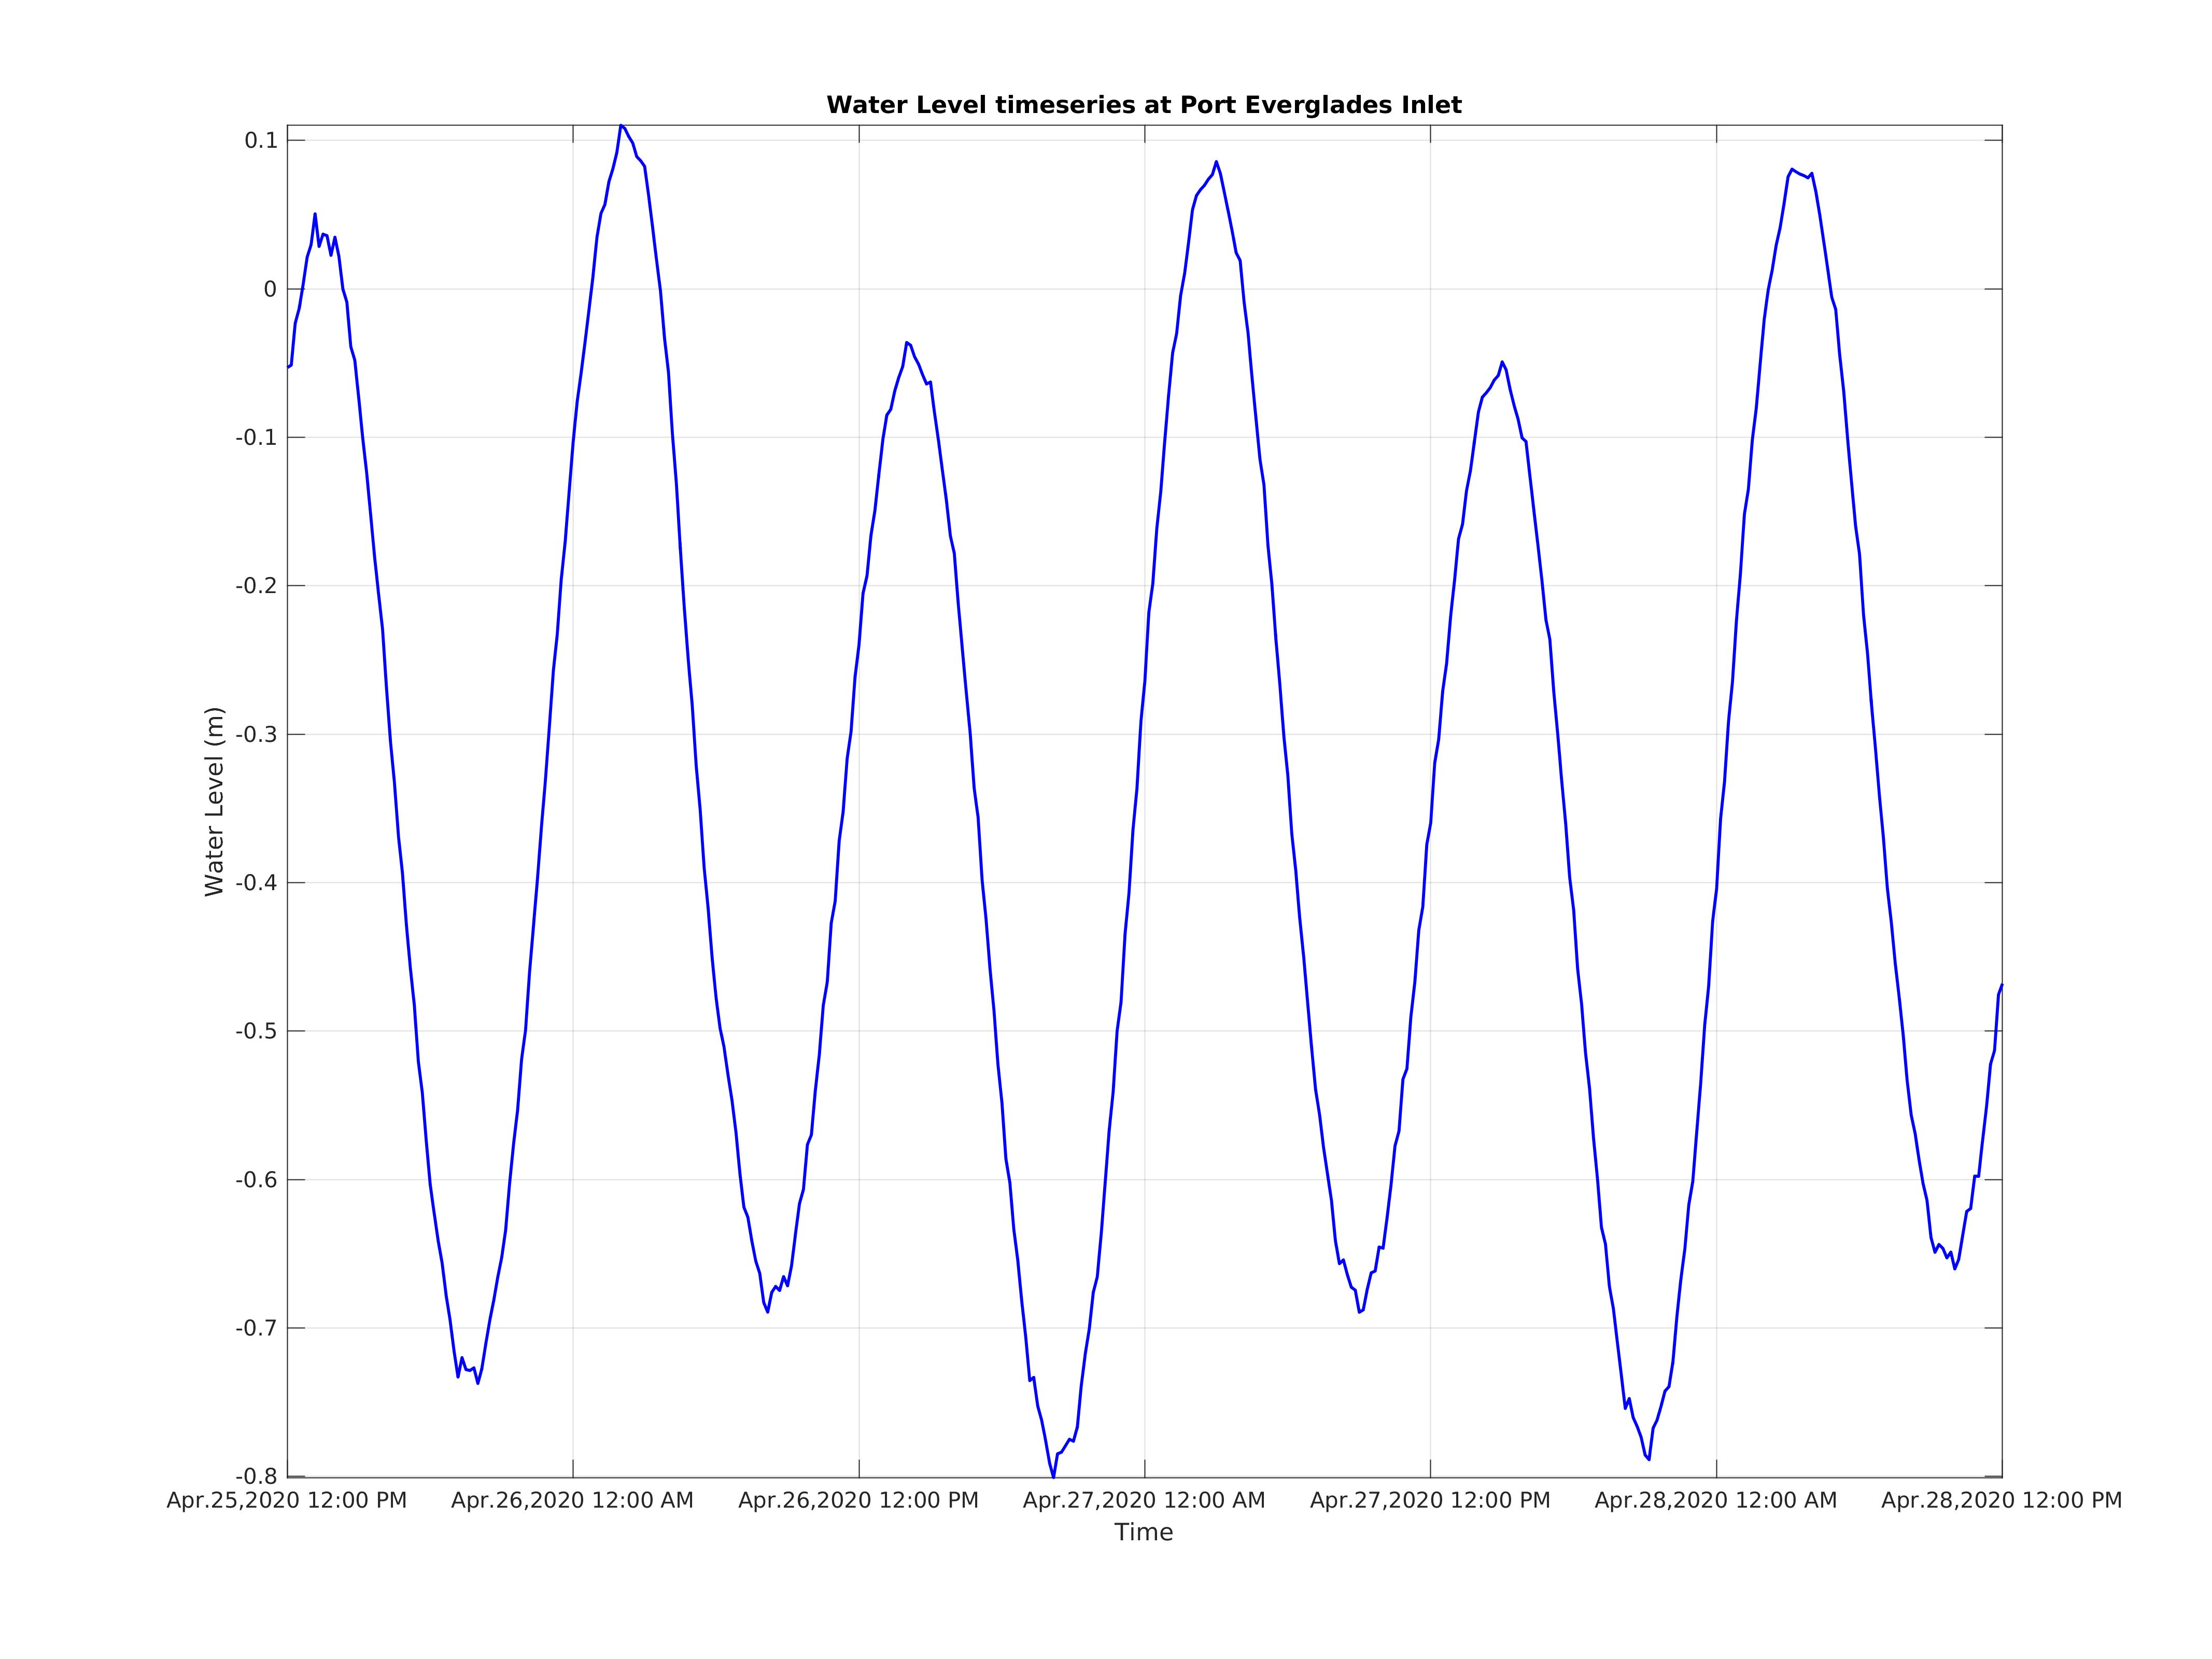 Water Level timeseries at Port Everglades Inlet
0.1
0
-0.1
-0.2
-0.3
-0.4
-0.5
-0.6
-0.7
-0.8
Water Level (m)
Apr.25,2020 12:00 PM
Apr.26,2020 12:00 AM
Apr.26,2020 12:00 PM
Apr.27,2020 12:00 AM
Apr.27,2020 12:00 PM
Apr.28,2020 12:00 AM
Apr.28,2020 12:00 PM
Time